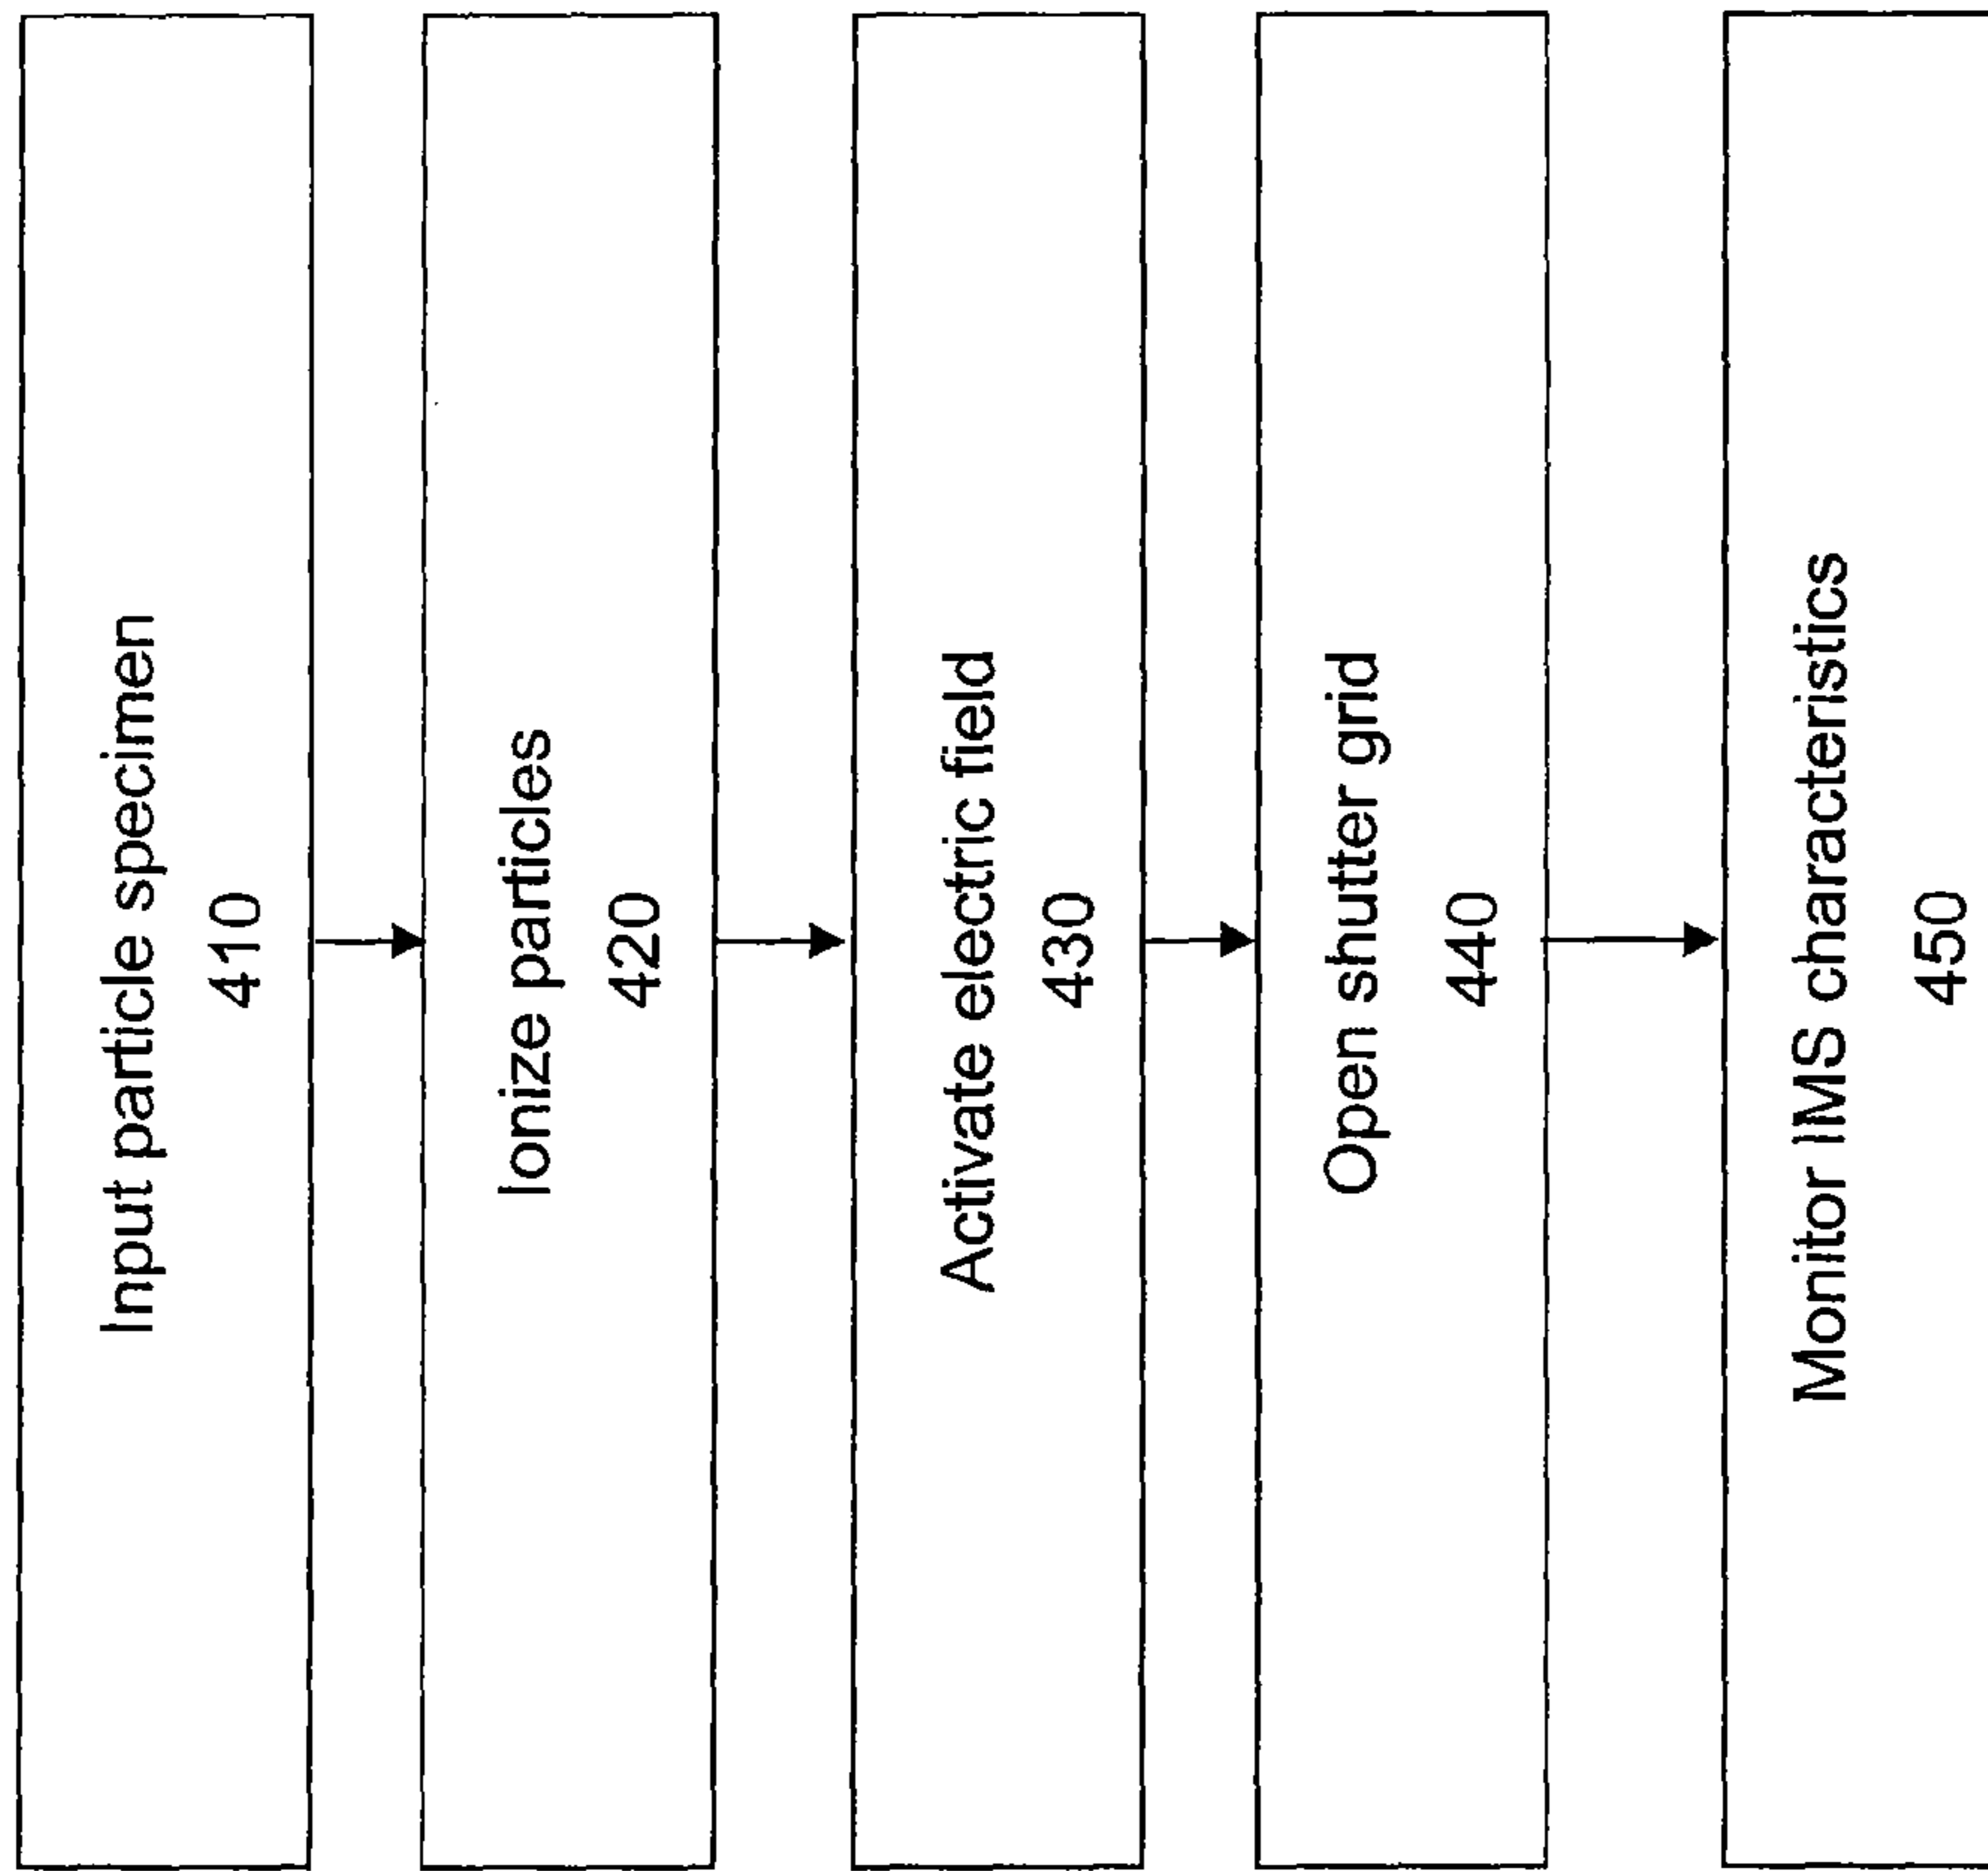 Input particle specimen
410
Ionize particles
420
Activate electric field
430
Open shutter grid
440
Monitor IMS characteristics
450